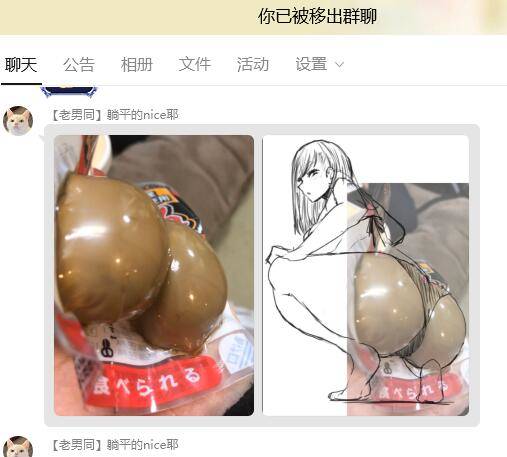 你已被移出群聊
聊天 公告 相册 文件 活动 设置
【老男同】躺平的nice耶
食べられる
【老男同】躺平的nice耶